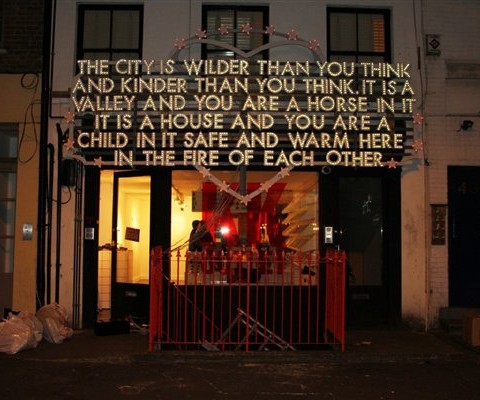 THE CITY IS WILDER THAN YOU THINK
AND KINDER THAN YOU THINK. IT IS A
VALLEY AND YOU ARE A HORSE IN IT
IT IS A HOUSE AND YOU ARE A
CHILD IN IT SAFE AND WARM HERE
IN THE FIRE OF EACH OTHER